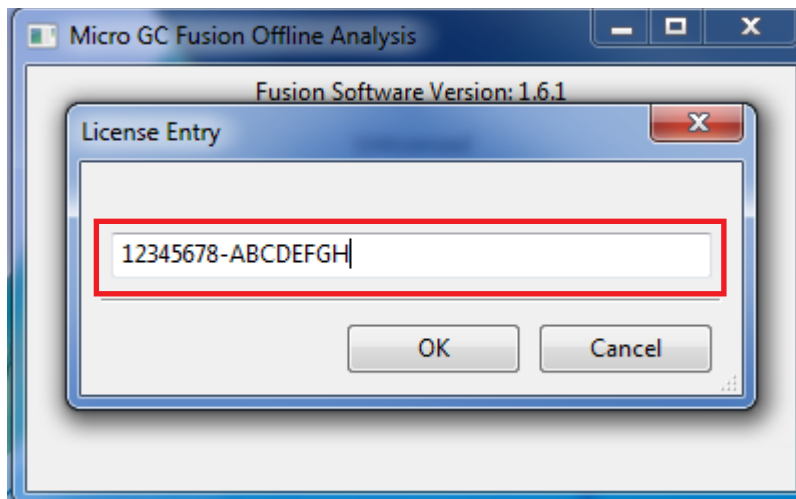 Micro GC Fusion Offline Analysis
Fusion Software Version: 1.6.1
License Entry
12345678-ABCDEFGH
OK
Cancel